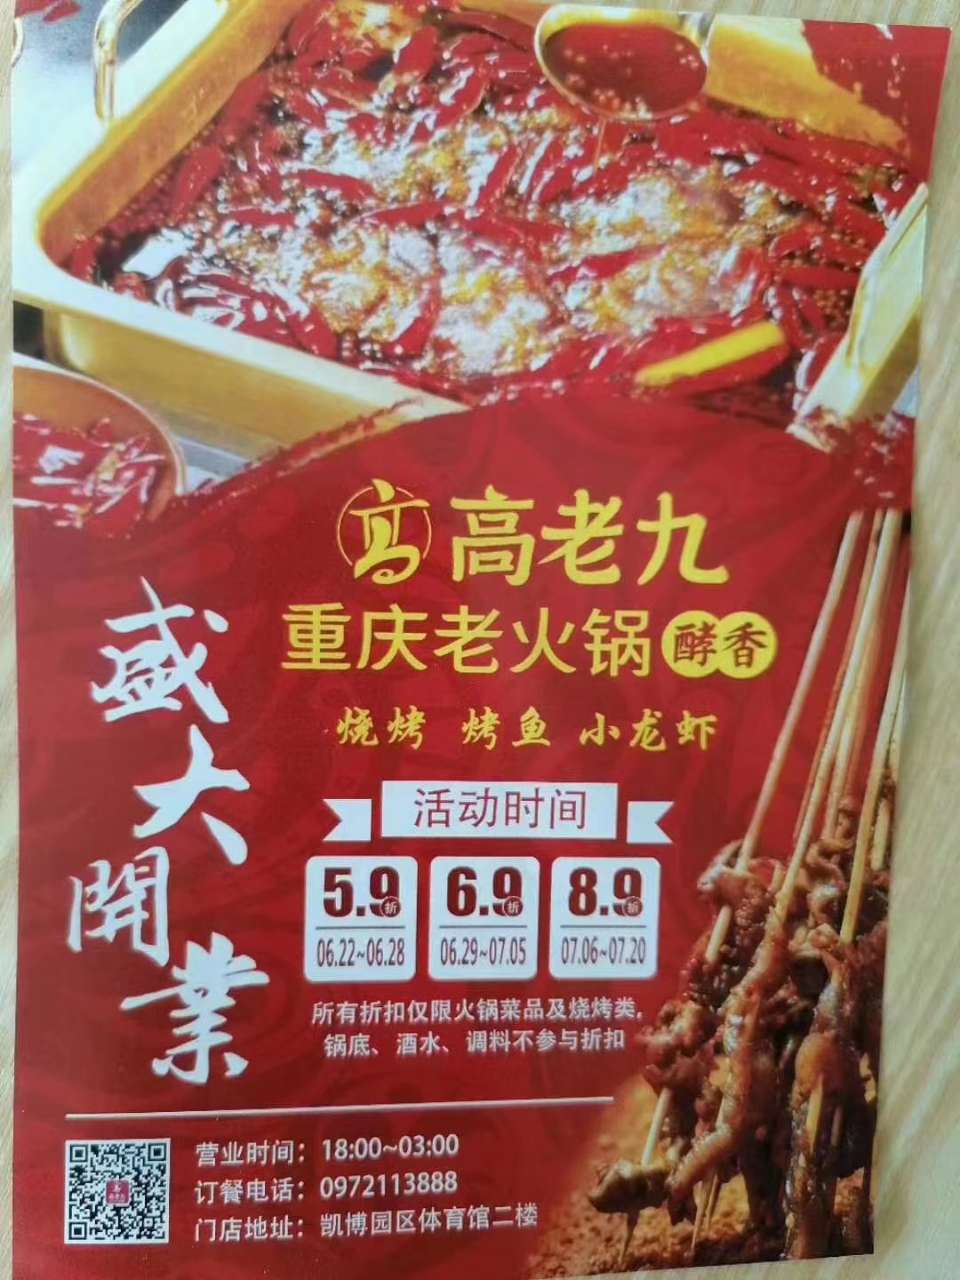 高老九
重庆老火锅 酵香
烧烤 烤鱼 小龙虾
盛大開業
活动时间
5.9折 6.9折 8.9折
06.22~06.28 06.29~07.05 07.06~07.20
所有折扣仅限火锅菜品及烧烤类,
锅底、酒水、调料不参与折扣
营业时间：18:00~03:00
订餐电话：0972113888
门店地址：凯博园区体育馆二楼